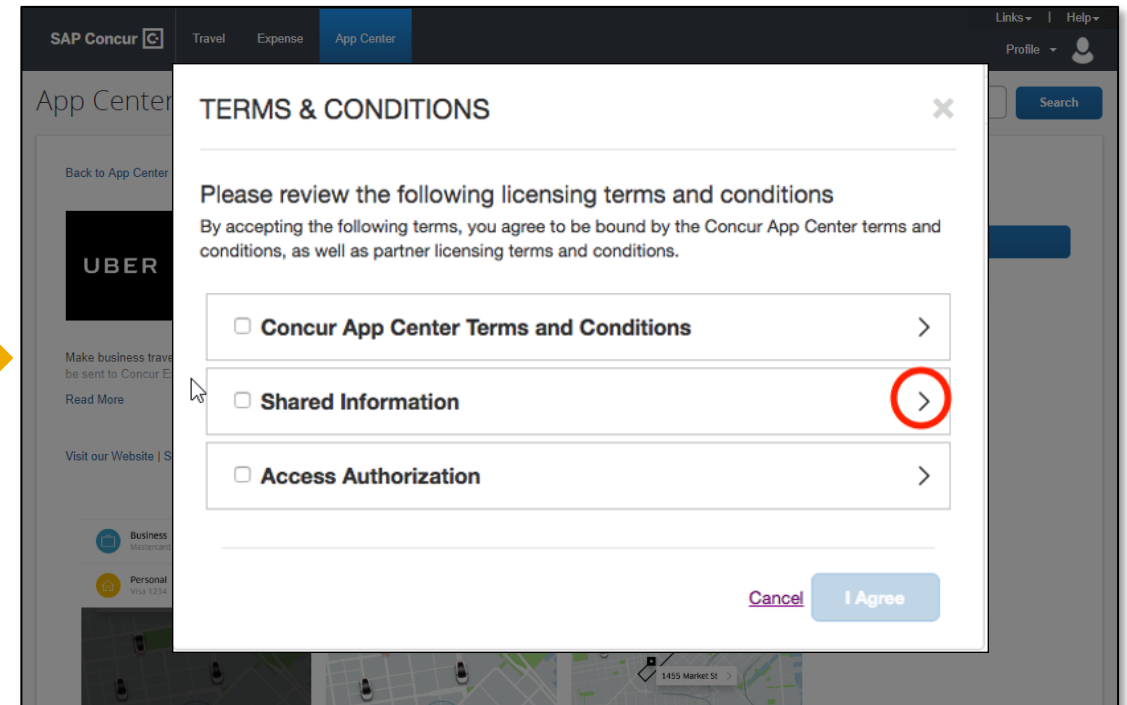 Links | Help
SAP Concur C Travel Expense App Center
Profile
App Center
Search
TERMS & CONDITIONS
Back to App Center
Please review the following licensing terms and conditions
By accepting the following terms, you agree to be bound by the Concur App Center terms and
conditions, as well as partner licensing terms and conditions.
UBER
Concur App Center Terms and Conditions
Make business trave
be sent to Concur E
Read More
Shared Information
Visit our Website | S
Access Authorization
Business
Mastercard
Personal
Visa 1234
Cancel I Agree
1455 Market St